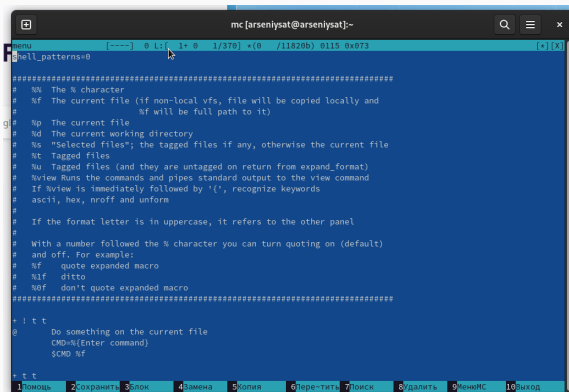 mc [arseniysat@arseniysat]:~
menu [----] 0 L:[ 1+ 0 1/370] *(0 /11820b) 0115 0x073 [*][X]
shell_patterns=0
################################################################################
# %% The % character
# %f The current file (if non-local vfs, file will be copied locally and
# %f will be full path to it)
# %p The current file
# %d The current working directory
# %s "Selected files"; the tagged files if any, otherwise the current file
# %t Tagged files
# %u Tagged files (and they are untagged on return from expand_format)
# %view Runs the commands and pipes standard output to the view command
# If %view is immediately followed by '{', recognize keywords
# ascii, hex, nroff and unform
#
# If the format letter is in uppercase, it refers to the other panel
#
# With a number followed the % character you can turn quoting on (default)
# and off. For example:
# %f quote expanded macro
# %1f ditto
# %0f don't quote expanded macro
################################################################################
+ ! t t
@ Do something on the current file
CMD=%{Enter command}
$CMD %f
+ t t
1Помощь 2Сохранить 3Блок 4Замена 5Копия 6Пере~тить 7Поиск 8Удалить 9МенюMC 10Выход